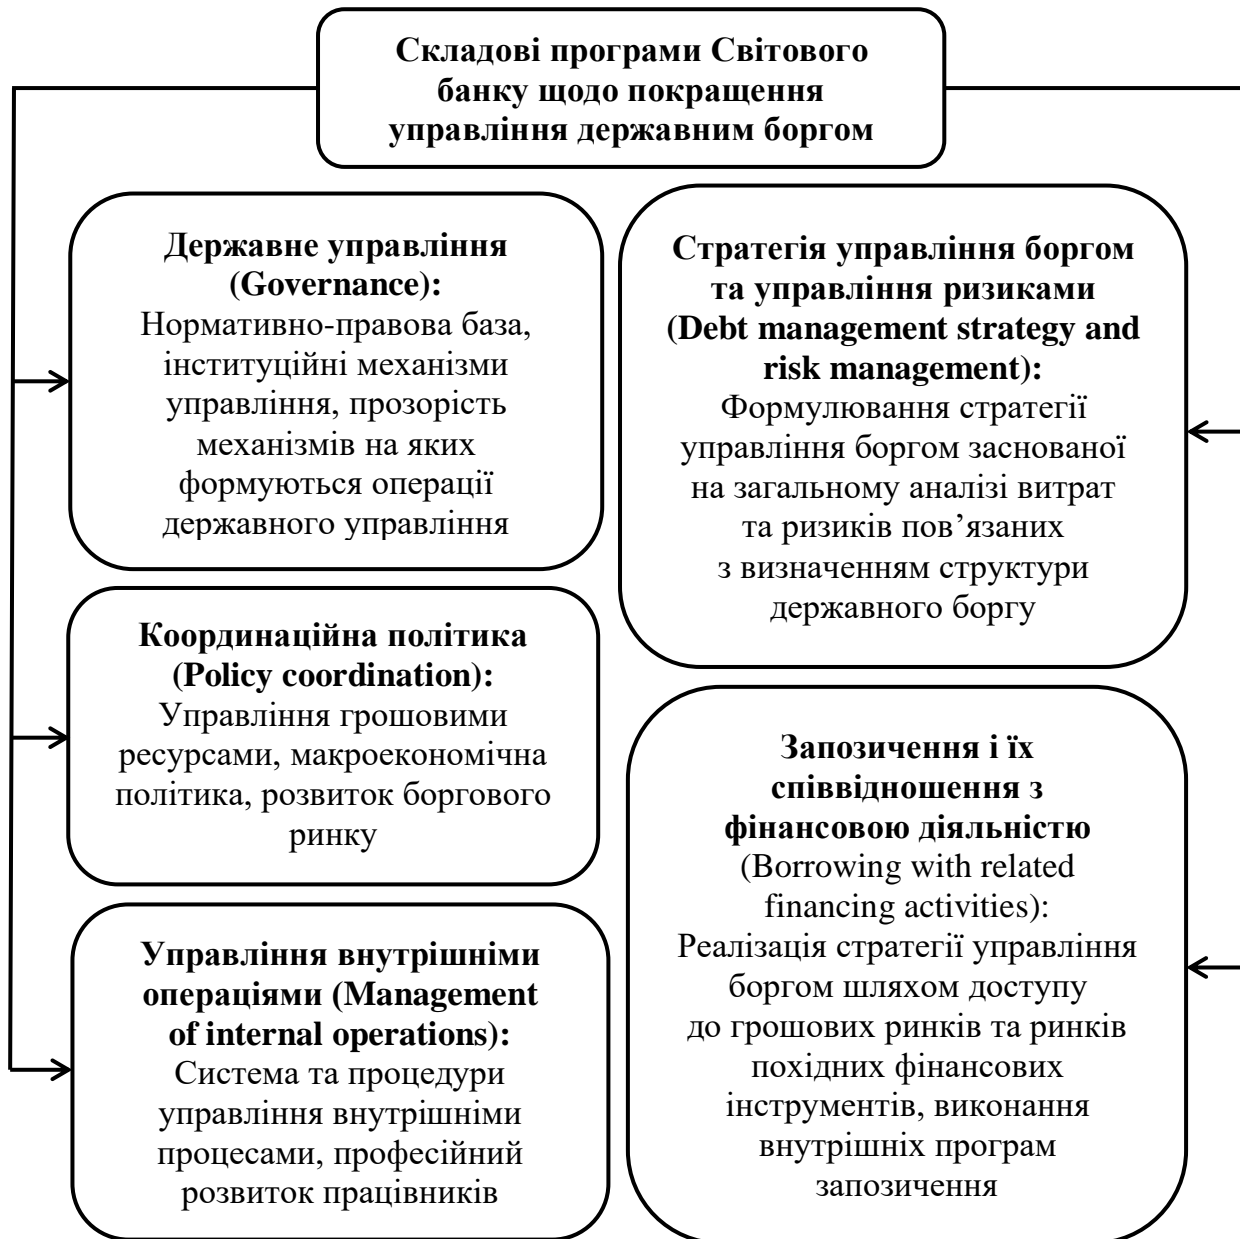 Складові програми Світового
банку щодо покращення
управління державним боргом
Державне управління
(Governance):
Нормативно-правова база,
інституційні механізми
управління, прозорість
механізмів на яких
формуються операції
державного управління
Координаційна політика
(Policy coordination):
Управління грошовими
ресурсами, макроекономічна
політика, розвиток боргового
ринку
Управління внутрішніми
операціями (Management
of internal operations):
Система та процедури
управління внутрішніми
процесами, професійний
розвиток працівників
Стратегія управління боргом
та управління ризиками
(Debt management strategy and
risk management):
Формулювання стратегії
управління боргом заснованої
на загальному аналізі витрат
та ризиків пов’язаних
з визначенням структури
державного боргу
Запозичення і їх
співвідношення з
фінансовою діяльністю
(Borrowing with related
financing activities):
Реалізація стратегії управління
боргом шляхом доступу
до грошових ринків та ринків
похідних фінансових
інструментів, виконання
внутрішніх програм
запозичення